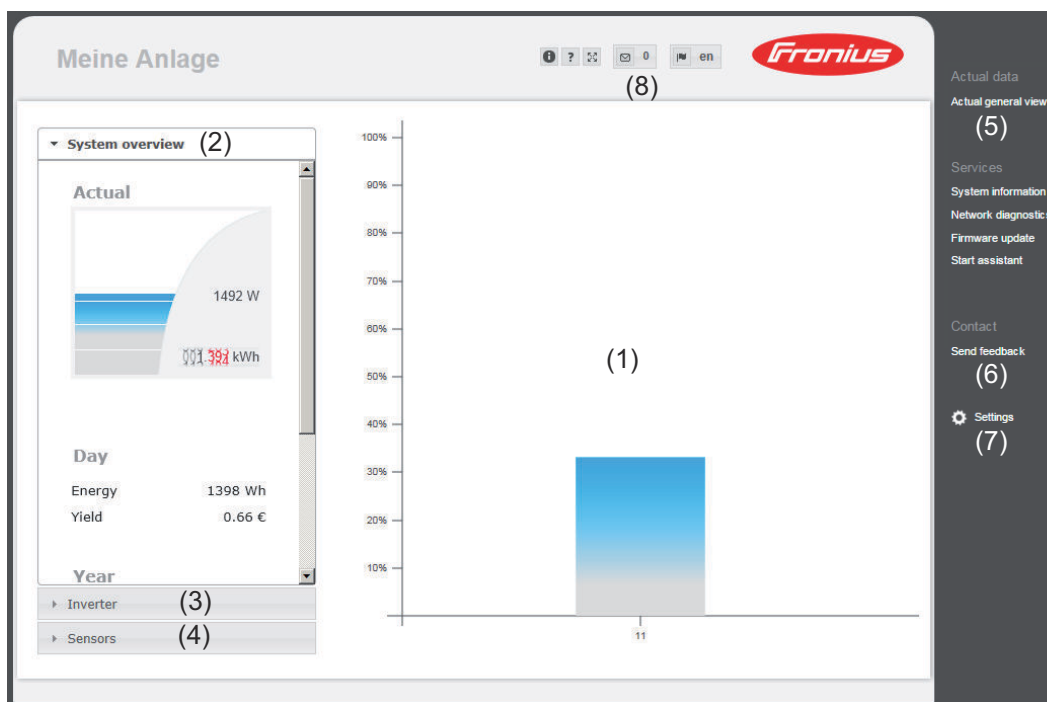 Meine Anlage
i ? 0 en
(8)
Fronius
Actual data
Actual general view
(5)
Services
System information
Network diagnostics
Firmware update
Start assistant
Contact
Send feedback
(6)
Settings
(7)
System overview (2)
Actual
1492 W
kWh
Day
Energy 1398 Wh
Yield 0.66 €
Year
Inverter (3)
Sensors (4)
100%
90%
80%
70%
60%
50%
40%
30%
20%
10%
(1)
11